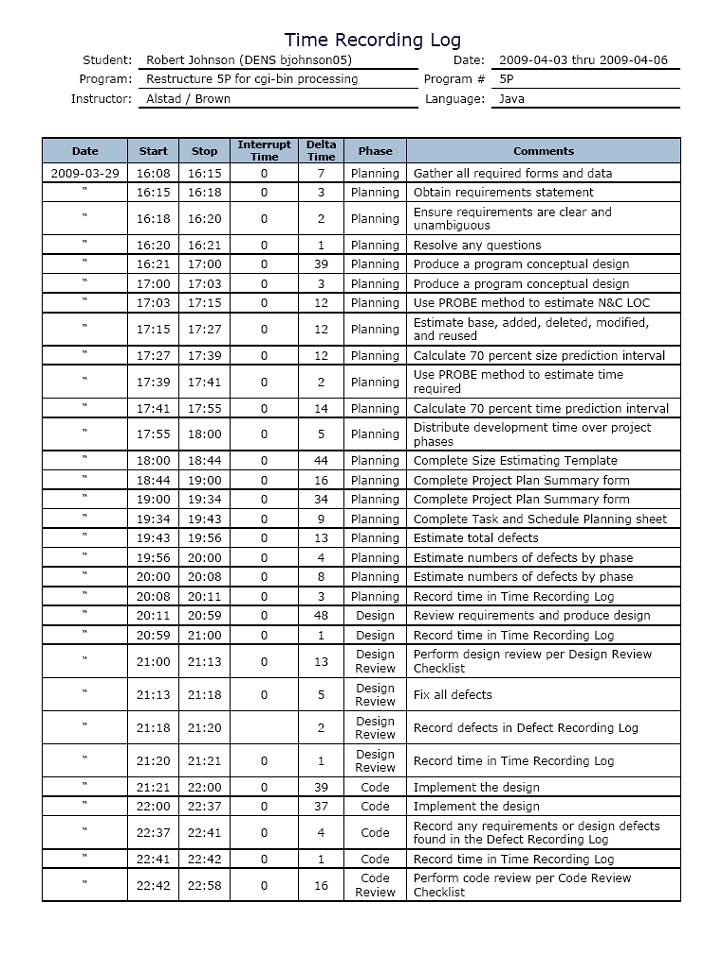 Time Recording Log
Student: Robert Johnson (DENS bjohnson05) Date: 2009-04-03 thru 2009-04-06
Program: Restructure 5P for cgi-bin processing Program # 5P
Instructor: Alstad / Brown Language: Java
Date Start Stop Interrupt Time Delta Time Phase Comments
2009-03-29 16:08 16:15 0 7 Planning Gather all required forms and data
" 16:15 16:18 0 3 Planning Obtain requirements statement
" 16:18 16:20 0 2 Planning Ensure requirements are clear and
unambiguous
" 16:20 16:21 0 1 Planning Resolve any questions
" 16:21 17:00 0 39 Planning Produce a program conceptual design
" 17:00 17:03 0 3 Planning Produce a program conceptual design
" 17:03 17:15 0 12 Planning Use PROBE method to estimate N&C LOC
" 17:15 17:27 0 12 Planning Estimate base, added, deleted, modified,
and reused
" 17:27 17:39 0 12 Planning Calculate 70 percent size prediction interval
" 17:39 17:41 0 2 Planning Use PROBE method to estimate time
required
" 17:41 17:55 0 14 Planning Calculate 70 percent time prediction interval
" 17:55 18:00 0 5 Planning Distribute development time over project
phases
" 18:00 18:44 0 44 Planning Complete Size Estimating Template
" 18:44 19:00 0 16 Planning Complete Project Plan Summary form
" 19:00 19:34 0 34 Planning Complete Project Plan Summary form
" 19:34 19:43 0 9 Planning Complete Task and Schedule Planning sheet
" 19:43 19:56 0 13 Planning Estimate total defects
" 19:56 20:00 0 4 Planning Estimate numbers of defects by phase
" 20:00 20:08 0 8 Planning Estimate numbers of defects by phase
" 20:08 20:11 0 3 Planning Record time in Time Recording Log
" 20:11 20:59 0 48 Design Review requirements and produce design
" 20:59 21:00 0 1 Design Record time in Time Recording Log
" 21:00 21:13 0 13 Design Review Perform design review per Design Review
Checklist
" 21:13 21:18 0 5 Design Review Fix all defects
" 21:18 21:20 2 Design Review Record defects in Defect Recording Log
" 21:20 21:21 0 1 Design Review Record time in Time Recording Log
" 21:21 22:00 0 39 Code Implement the design
" 22:00 22:37 0 37 Code Implement the design
" 22:37 22:41 0 4 Code Record any requirements or design defects
found in the Defect Recording Log
" 22:41 22:42 0 1 Code Record time in Time Recording Log
" 22:42 22:58 0 16 Code Review Perform code review per Code Review
Checklist